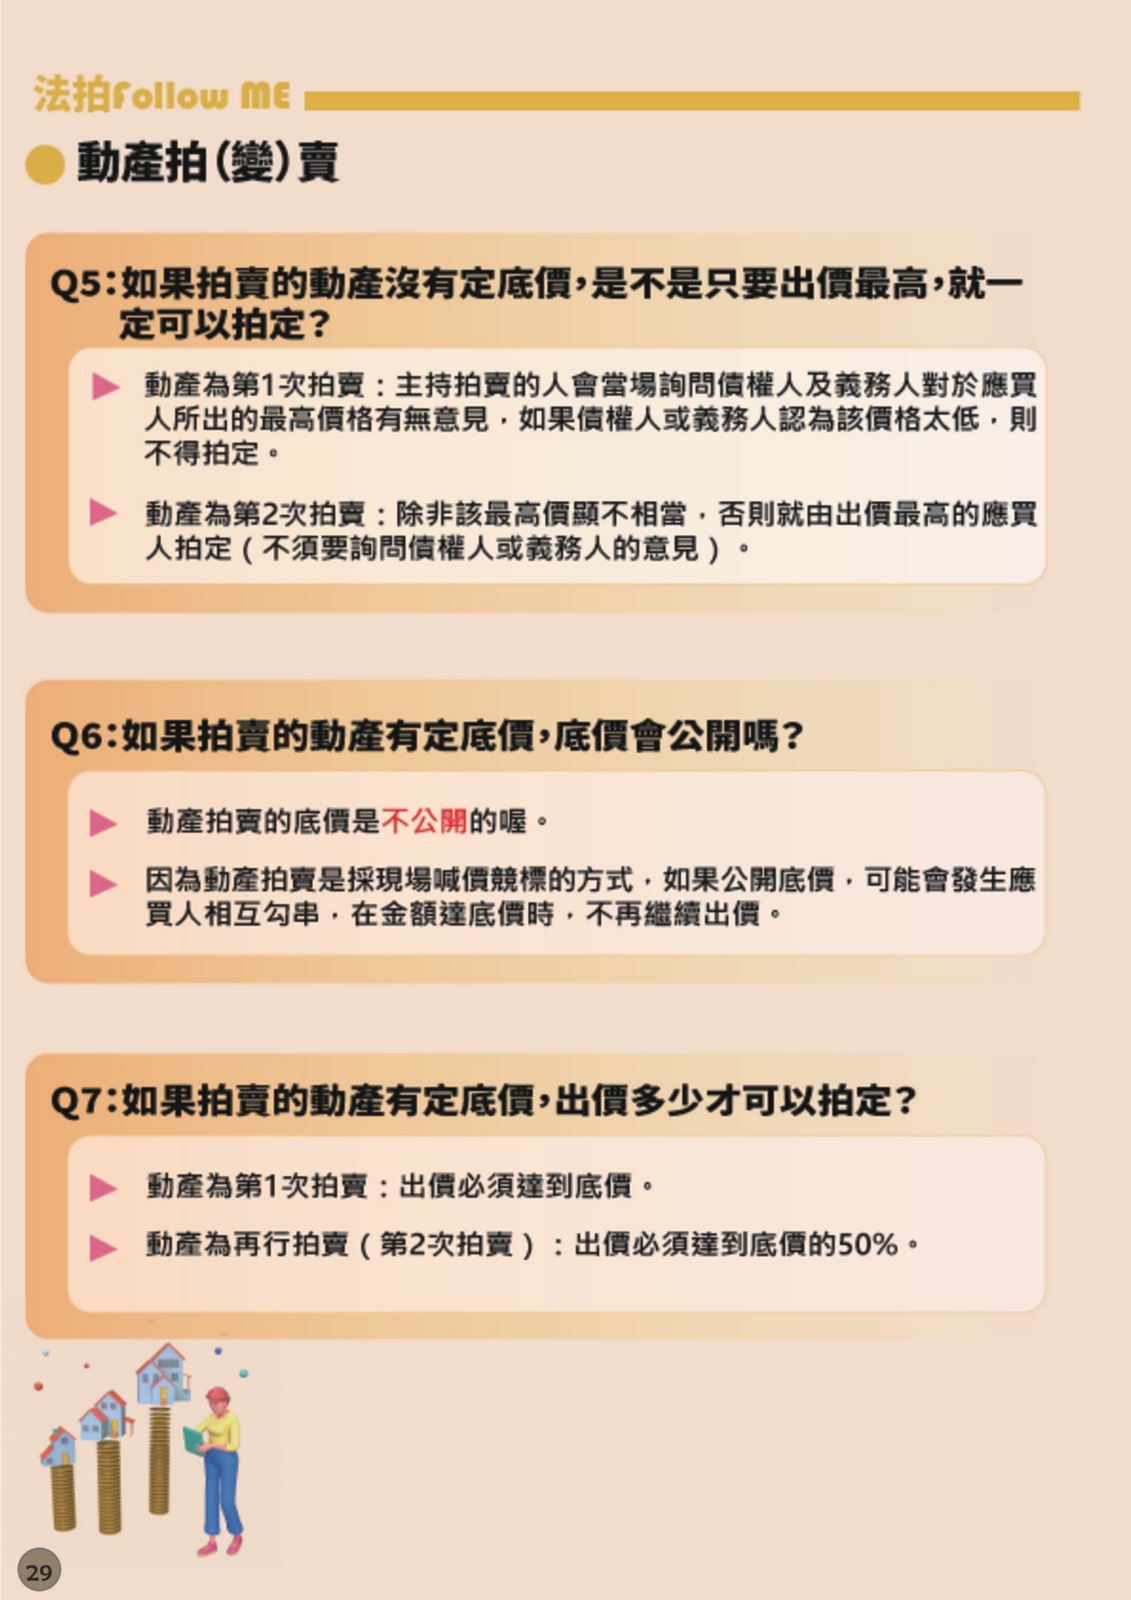 法拍Follow ME
動產拍(變)賣
Q5:如果拍賣的動產沒有定底價,是不是只要出價最高,就一
定可以拍定?
動產為第1次拍賣:主持拍賣的人會當場詢問債權人及義務人對於應買
人所出的最高價格有無意見,如果債權人或義務人認為該價格太低,則
不得拍定。
動產為第2次拍賣:除非該最高價顯不相當,否則就由出價最高的應買
人拍定(不須要詢問債權人或義務人的意見)。
Q6:如果拍賣的動產有定底價,底價會公開嗎?
動產拍賣的底價是不公開的喔。
因為動產拍賣是採現場喊價競標的方式,如果公開底價,可能會發生應
買人相互勾串,在金額達底價時,不再繼續出價。
Q7:如果拍賣的動產有定底價,出價多少才可以拍定?
動產為第1次拍賣:出價必須達到底價。
動產為再行拍賣(第2次拍賣):出價必須達到底價的50%。
29